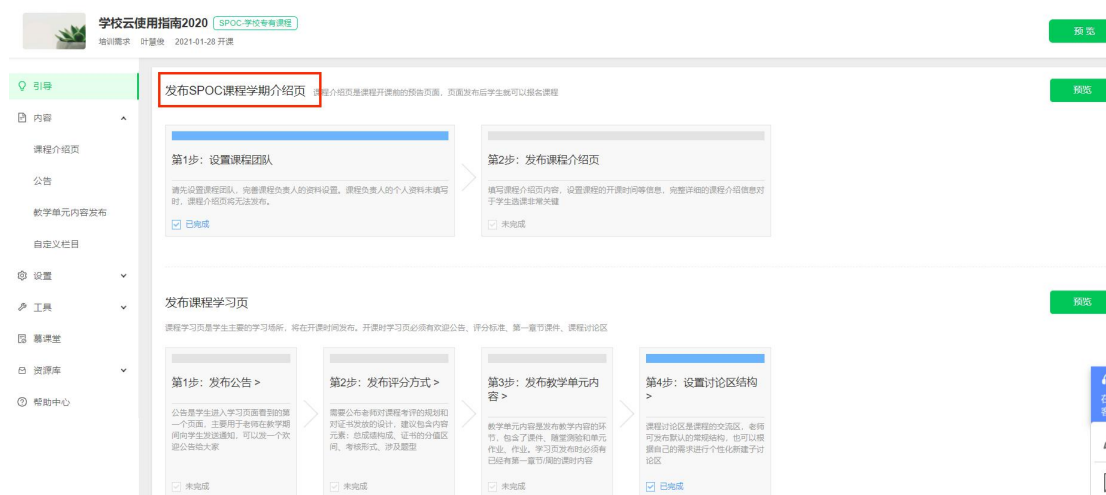 学校云使用指南2020 SPOC-学校专有课程
预览
培训需求 叶慧俊 2021-01-28 开课
引导
内容
课程介绍页
公告
教学单元内容发布
自定义栏目
设置
工具
慕课堂
资源库
帮助中心
发布SPOC课程学期介绍页 课程介绍页是课程开课前的预告页面，页面发布后学生就可以报名课程
预览
第1步：设置课程团队
请先设置课程团队，完善课程负责人的资料设置。课程负责人的个人资料未填写
时，课程介绍页将无法发布。
已完成
第2步：发布课程介绍页
填写课程介绍页内容，设置课程的开课时间等信息，完整详细的课程介绍信息对
于学生选课非常关键
未完成
发布课程学习页
预览
课程学习页是学生主要的学习场所，将在开课时间发布。开课时学习页必须有欢迎公告、评分标准、第一章节课件、课程讨论区
第1步：发布公告 >
公告是学生进入学习页面看到的第
一个页面，主要用于老师在教学期
间向学生发送通知，可以发一个欢
迎公告给大家
未完成
第2步：发布评分方式 >
需要公布老师对课程考评的规划和
对证书发放的设计，建议包含内容
元素：总成绩构成、证书的分值区
间、考核形式、涉及题型
未完成
第3步：发布教学单元内
容 >
教学单元内容是发布教学内容的环
节，包含了课件、随堂测验和单元
作业、作业。学习页发布时必须有
已经有第一章节/周的课时内容
未完成
第4步：设置讨论区结构
>
课程讨论区是课程的交流区，老师
可发布默认的常规结构，也可以根
据自己的需求进行个性化新建子讨
论区
已完成